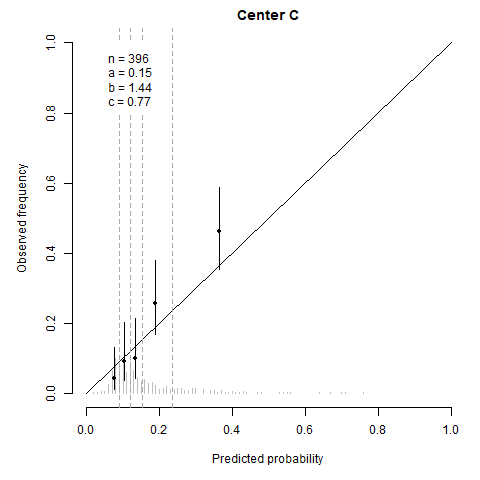 Center C
n = 396
a = 0.15
b = 1.44
c = 0.77
Observed frequency
1.0
0.8
0.6
0.4
0.2
0.0
0.0 0.2 0.4 0.6 0.8 1.0
Predicted probability